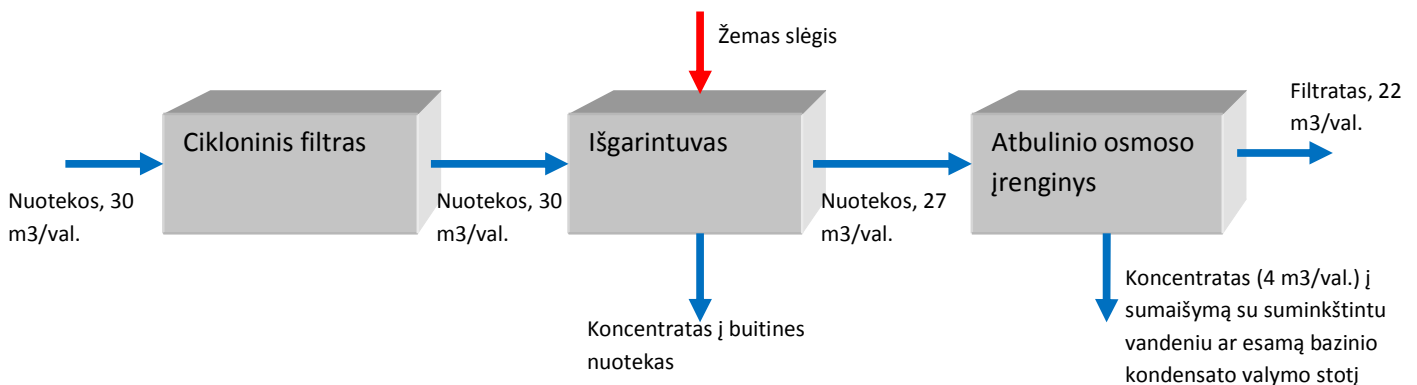 Žemas slėgis
Cikloninis filtras
Išgarintuvas
Atbulinio osmoso
įrenginys
Filtratas, 22
m3/val.
Nuotekos, 30
m3/val.
Nuotekos, 30
m3/val.
Nuotekos, 27
m3/val.
Koncentratas į buitines
nuotekas
Koncentratas (4 m3/val.) į
sumaišymą su suminkštintu
vandeniu ar esamą bazinio
kondensato valymo stotį